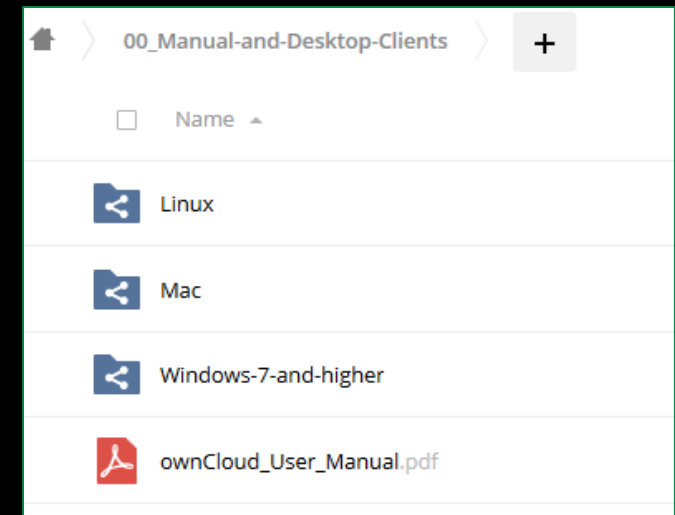 00_Manual-and-Desktop-Clients +
Name
Linux
Mac
Windows-7-and-higher
ownCloud_User_Manual.pdf